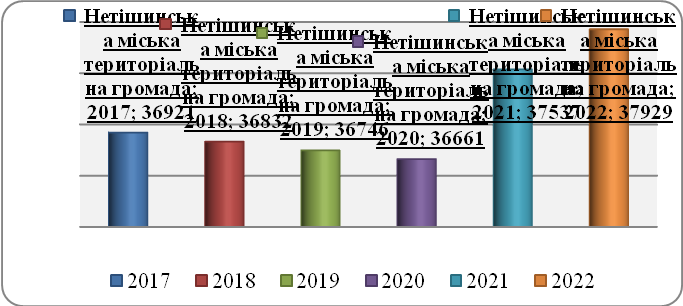 Нетішинськ
а міська
територіаль
на громада;
2017; 36921
Нетішинськ
а міська
територіаль
на громада;
2018; 36832
Нетішинськ
а міська
територіаль
на громада;
2019; 36746
Нетішинськ
а міська
територіаль
на громада;
2020; 36661
Нетішинськ
а міська
територіаль
на громада;
2021; 37537
Нетішинськ
а міська
територіаль
на громада;
2022; 37929
2017 2018 2019 2020 2021 2022